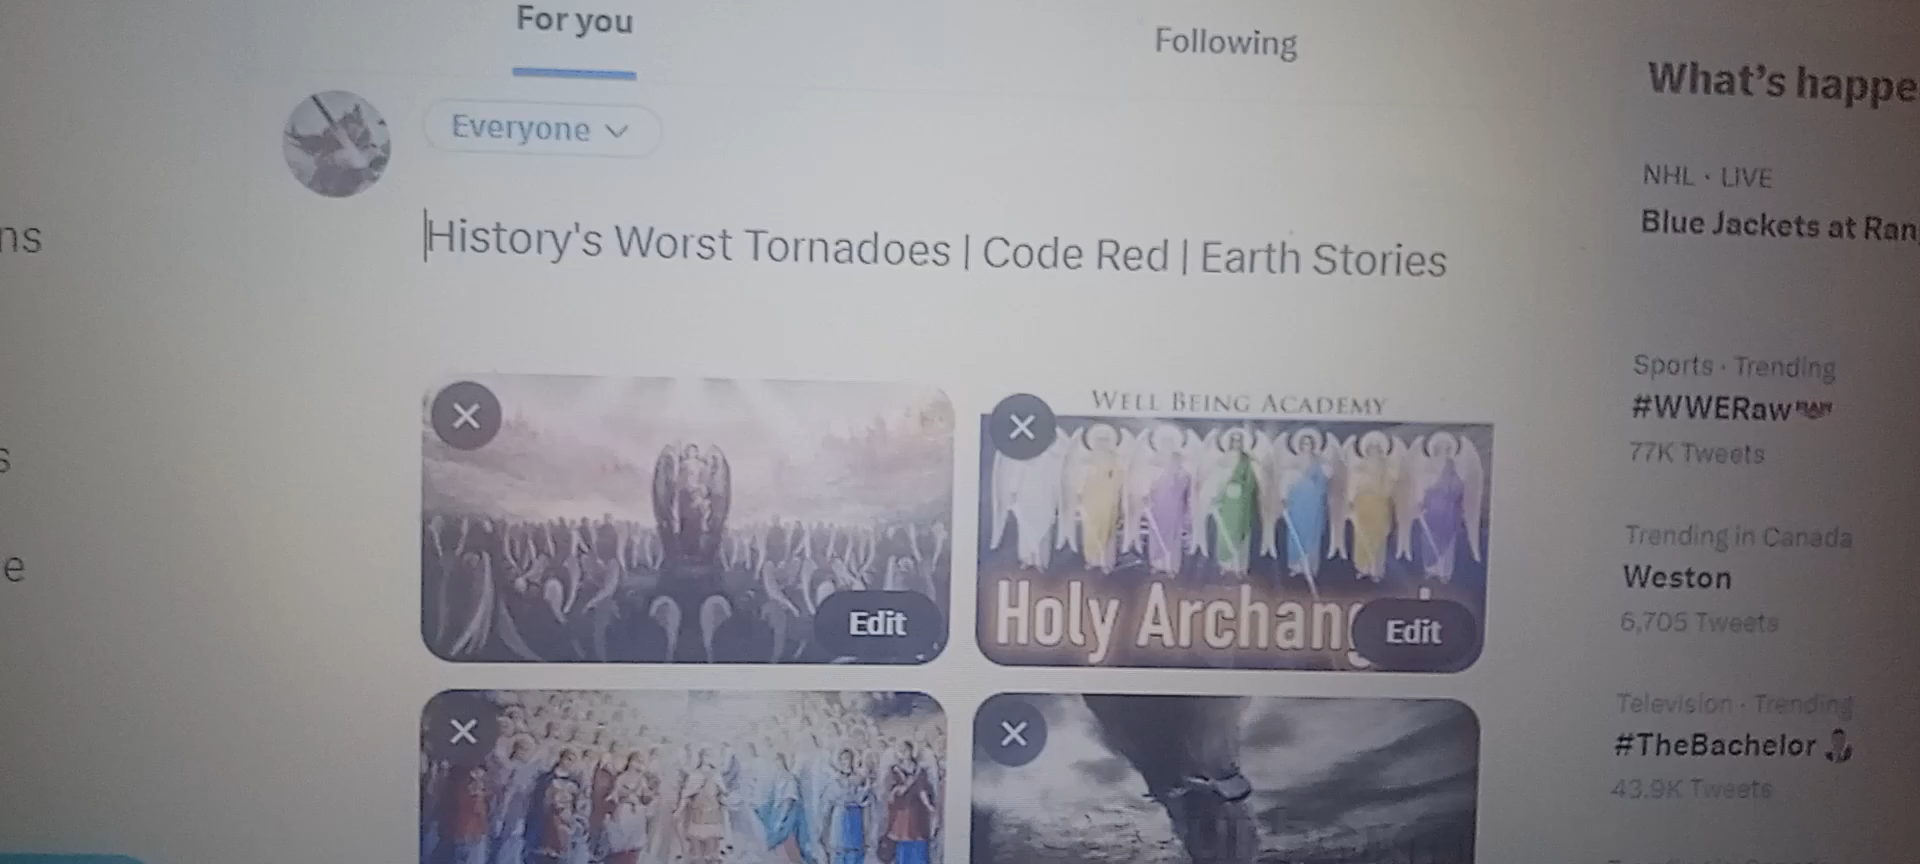 For you
Following
Everyone
History's Worst Tornadoes | Code Red | Earth Stories
WELL BEING ACADEMY
Holy Archang
Edit
Edit
ns
s
e
What's happe
NHL · LIVE
Blue Jackets at Ran
Sports · Trending
#WWERaw
77K Tweets
Trending in Canada
Weston
6,705 Tweets
Television · Trending
#TheBachelor
43.9K Tweets